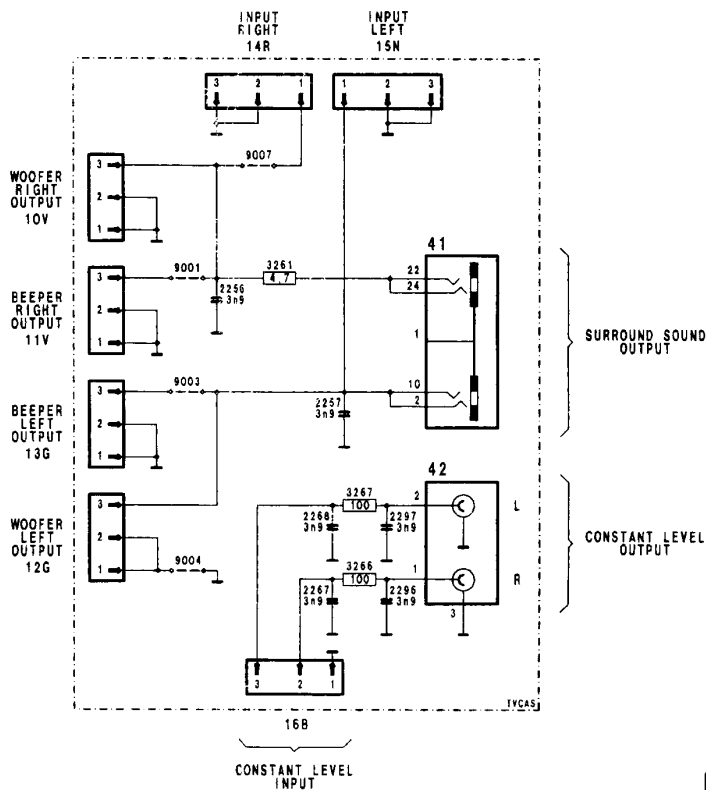 INPUT
RIGHT
14R
INPUT
LEFT
15N
3 2 1
1 2 3
9007
WOOFER
RIGHT
OUTPUT
10V
3
2
1
41
9001
3261
4.7
22
24
2256
3n9
BEEPER
RIGHT
OUTPUT
11V
3
2
1
1
SURROUND SOUND
OUTPUT
9003
10
2
2257
3n9
BEEPER
LEFT
OUTPUT
13G
3
2
1
42
3267
100
2
L
2268
3n9
2297
3n9
WOOFER
LEFT
OUTPUT
12G
3
2
1
9004
CONSTANT LEVEL
OUTPUT
3266
100
1
R
2267
3n9
2296
3n9
3
3 2 1
TVCAS
16B
CONSTANT LEVEL
INPUT